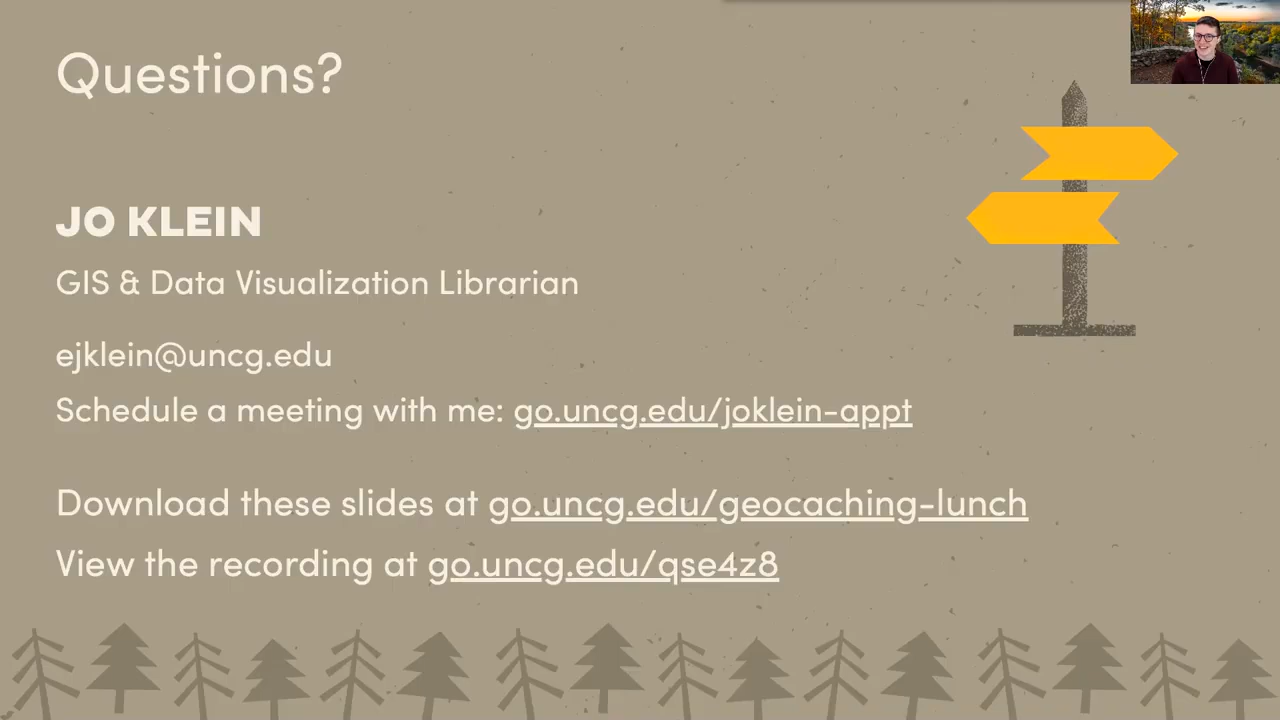 Questions?
JO KLEIN
GIS & Data Visualization Librarian
ejklein@uncg.edu
Schedule a meeting with me: go.uncg.edu/joklein-appt
Download these slides at go.uncg.edu/geocaching-lunch
View the recording at go.uncg.edu/qse4z8